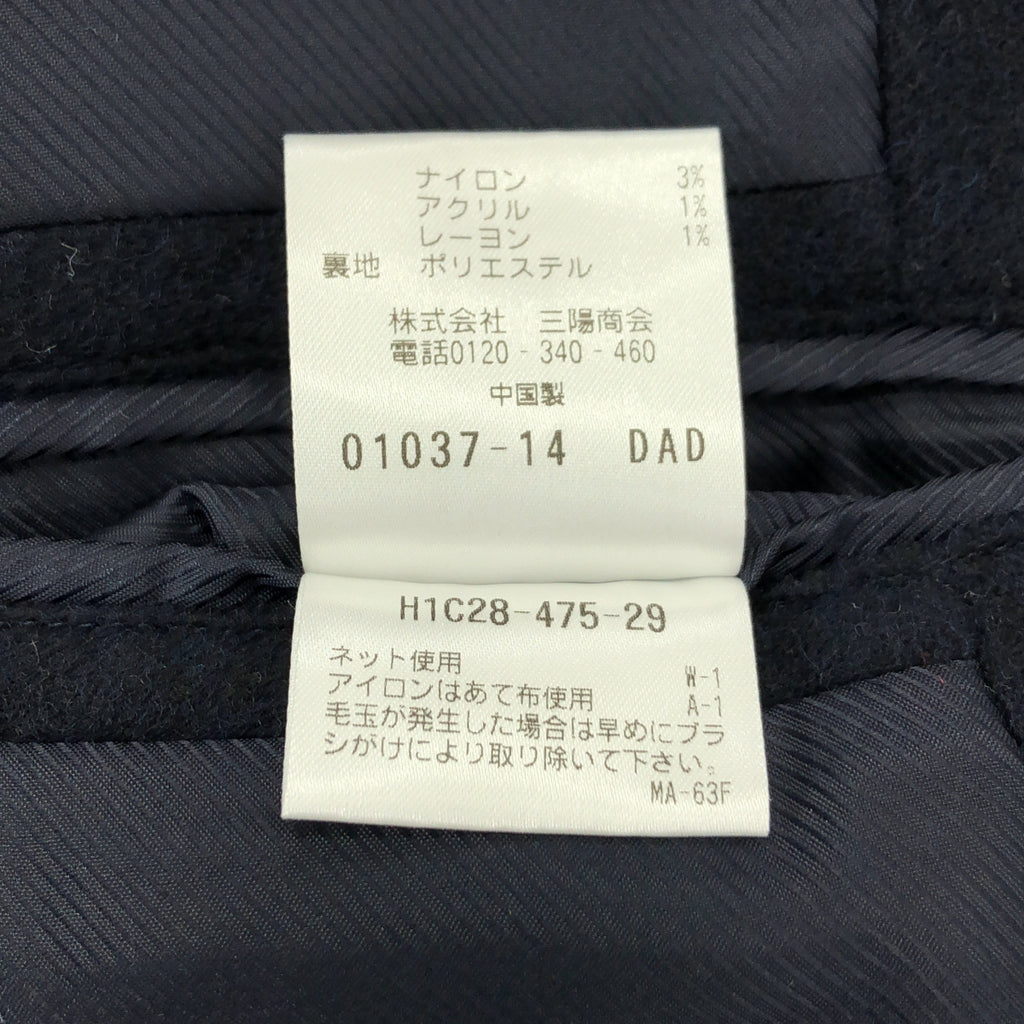 ナイロン 3%
アクリル 1%
レーヨン 1%
裏地 ポリエステル
株式会社 三陽商会
電話0120-340-460
中国製
01037-14 DAD
H1C28-475-29
ネット使用 W-1
アイロンはあて布使用 A-1
毛玉が発生した場合は早めにブラ
シがけにより取り除いて下さい。
MA-63F